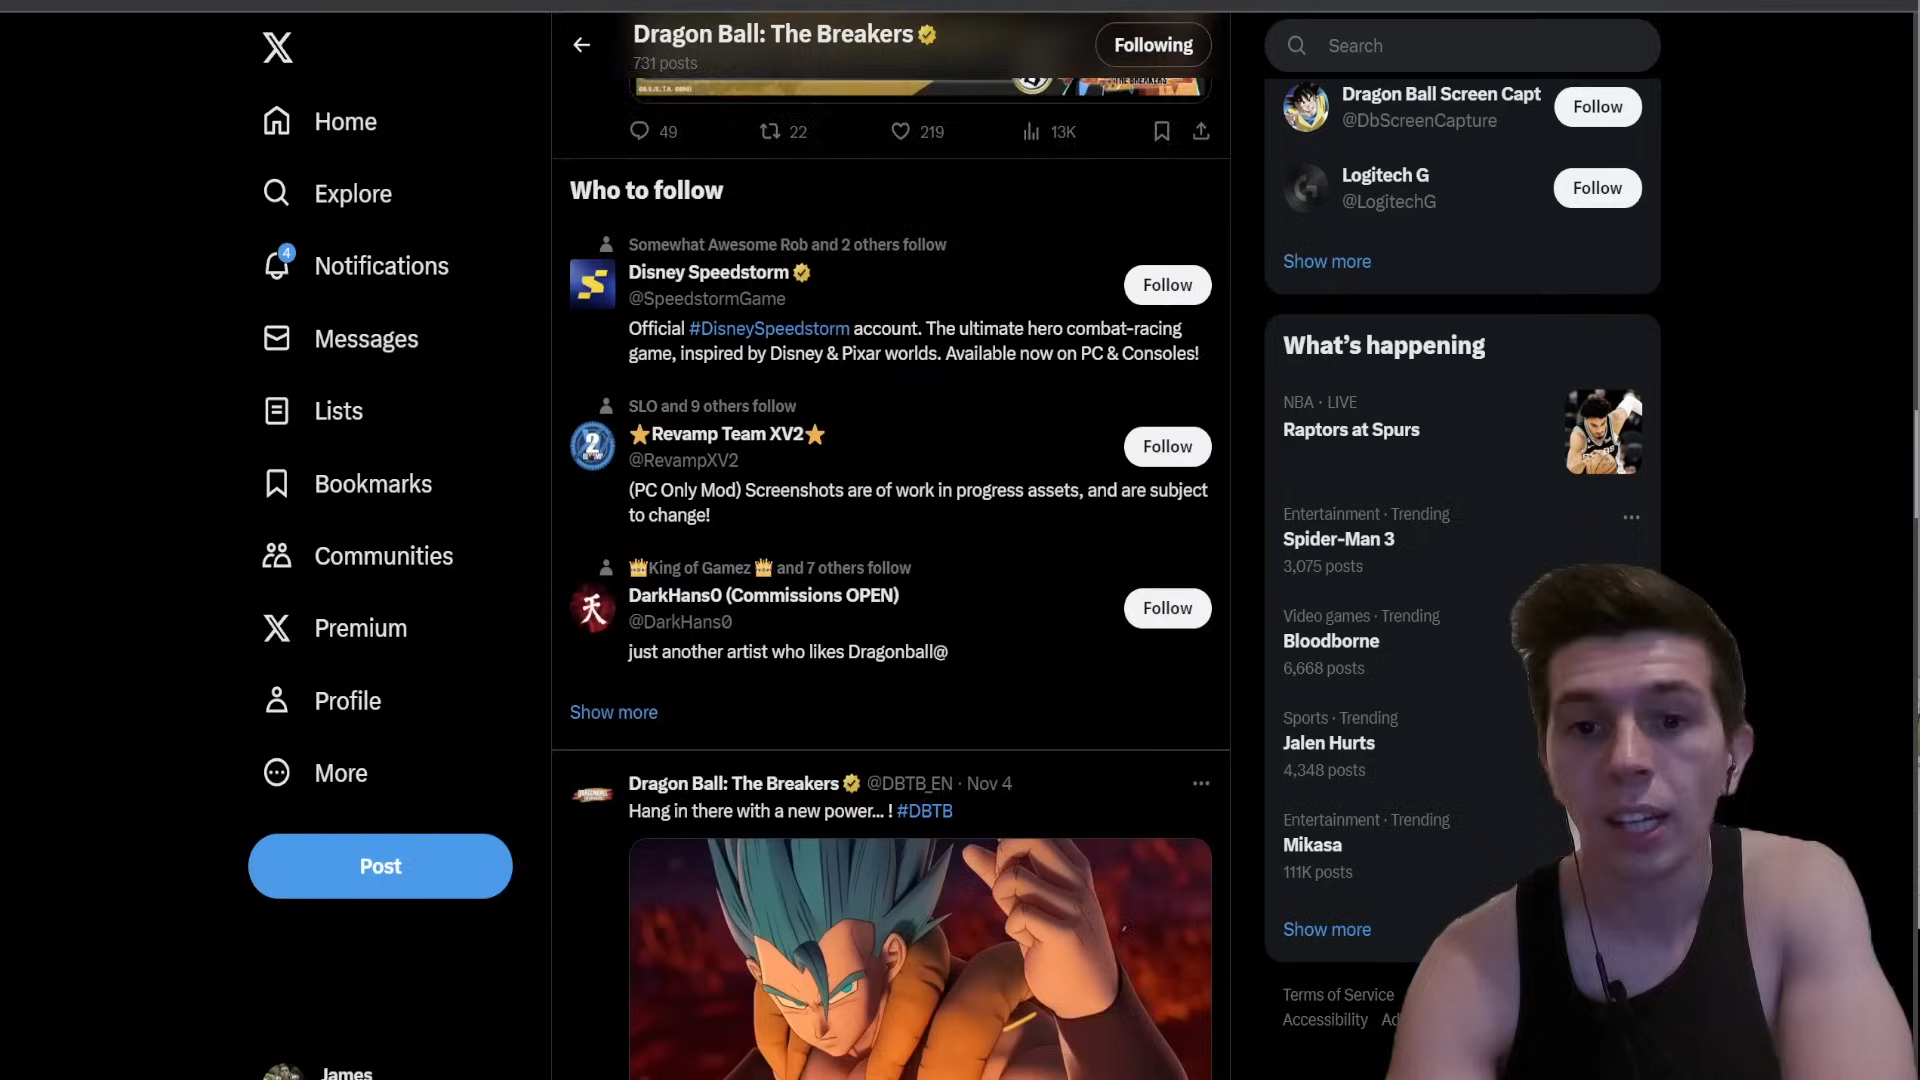 Home
Explore
4
Notifications
Messages
Lists
Bookmarks
Communities
Premium
Profile
More
Post
James
Dragon Ball: The Breakers
731 posts
Following
THE BREAKERS
49
22
219
13K
Who to follow
Somewhat Awesome Rob and 2 others follow
Disney Speedstorm
@SpeedstormGame
Follow
Official #DisneySpeedstorm account. The ultimate hero combat-racing
game, inspired by Disney & Pixar worlds. Available now on PC & Consoles!
SLO and 9 others follow
⭐Revamp Team XV2⭐
@RevampXV2
Follow
(PC Only Mod) Screenshots are of work in progress assets, and are subject
to change!
👑King of Gamez 👑 and 7 others follow
DarkHans0 (Commissions OPEN)
@DarkHans0
Follow
天
just another artist who likes Dragonball@
Show more
Dragon Ball: The Breakers @DBTB_EN · Nov 4
Hang in there with a new power... ! #DBTB
Search
Dragon Ball Screen Capt
@DbScreenCapture
Follow
Logitech G
@LogitechG
Follow
Show more
What's happening
NBA · LIVE
Raptors at Spurs
Entertainment · Trending
Spider-Man 3
3,075 posts
Video games · Trending
Bloodborne
6,668 posts
Sports · Trending
Jalen Hurts
4,348 posts
Entertainment · Trending
Mikasa
111K posts
Show more
Terms of Service
Accessibility Ad